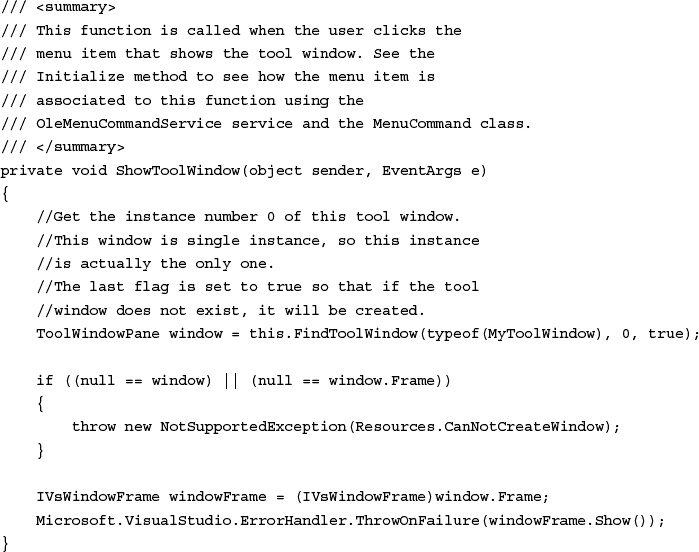 /// <summary>
/// This function is called when the user clicks the
/// menu item that shows the tool window. See the
/// Initialize method to see how the menu item is
/// associated to this function using the
/// OleMenuCommandService service and the MenuCommand class.
/// </summary>
private void ShowToolWindow(object sender, EventArgs e)
{
    //Get the instance number 0 of this tool window.
    //This window is single instance, so this instance
    //is actually the only one.
    //The last flag is set to true so that if the tool
    //window does not exist, it will be created.
    ToolWindowPane window = this.FindToolWindow(typeof(MyToolWindow), 0, true);
    if ((null == window) || (null == window.Frame))
    {
        throw new NotSupportedException(Resources.CanNotCreateWindow);
    }
    IVsWindowFrame windowFrame = (IVsWindowFrame)window.Frame;
    Microsoft.VisualStudio.ErrorHandler.ThrowOnFailure(windowFrame.Show());
}